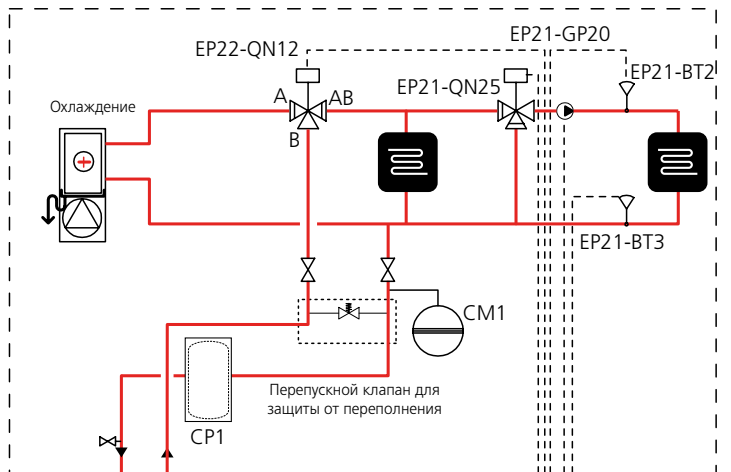 EP21-GP20
EP22-QN12
EP21-BT2
EP21-QN25
Охлаждение
A
AB
B
EP21-BT3
CM1
Перепускной клапан для
защиты от переполнения
CP1